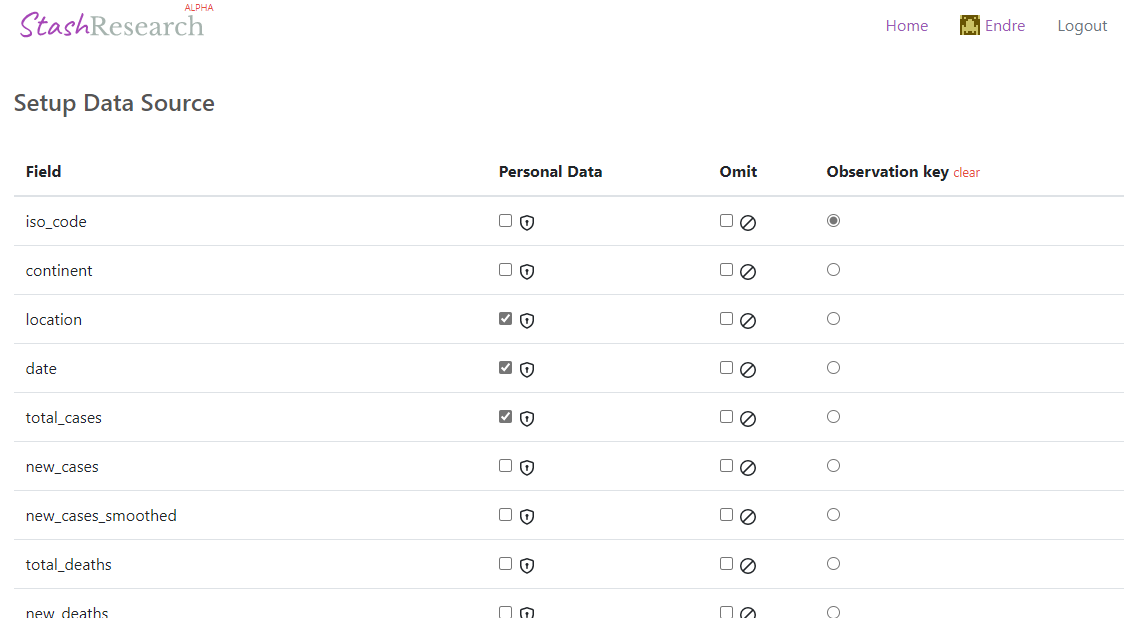 ALPHA
StashResearch
Home Endre Logout
Setup Data Source
Field Personal Data Omit Observation key clear
iso_code
continent
location
date
total_cases
new_cases
new_cases_smoothed
total_deaths
new_deaths